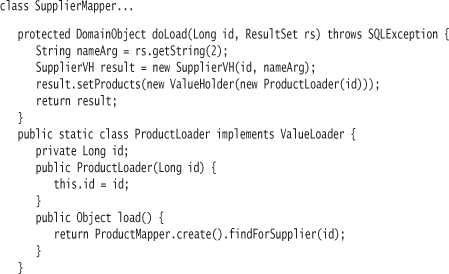 class SupplierMapper...
protected DomainObject doLoad(Long id, ResultSet rs) throws SQLException {
String nameArg = rs.getString(2);
SupplierVH result = new SupplierVH(id, nameArg);
result.setProducts(new ValueHolder(new ProductLoader(id)));
return result;
}
public static class ProductLoader implements ValueLoader {
private Long id;
public ProductLoader(Long id) {
this.id = id;
}
public Object load() {
return ProductMapper.create().findForSupplier(id);
}
}